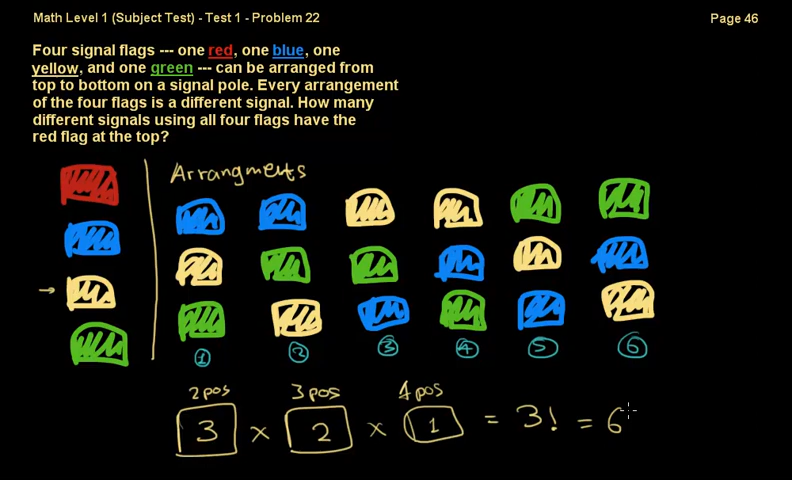 Math Level 1 (Subject Test) - Test 1 - Problem 22
Page 46
Four signal flags --- one red, one blue, one
yellow, and one green --- can be arranged from
top to bottom on a signal pole. Every arrangement
of the four flags is a different signal. How many
different signals using all four flags have the
red flag at the top?
Arrangments
1 2 3 4 5 6
2 pos 3 pos 4 pos
3 × 2 × 1 = 3! = 6